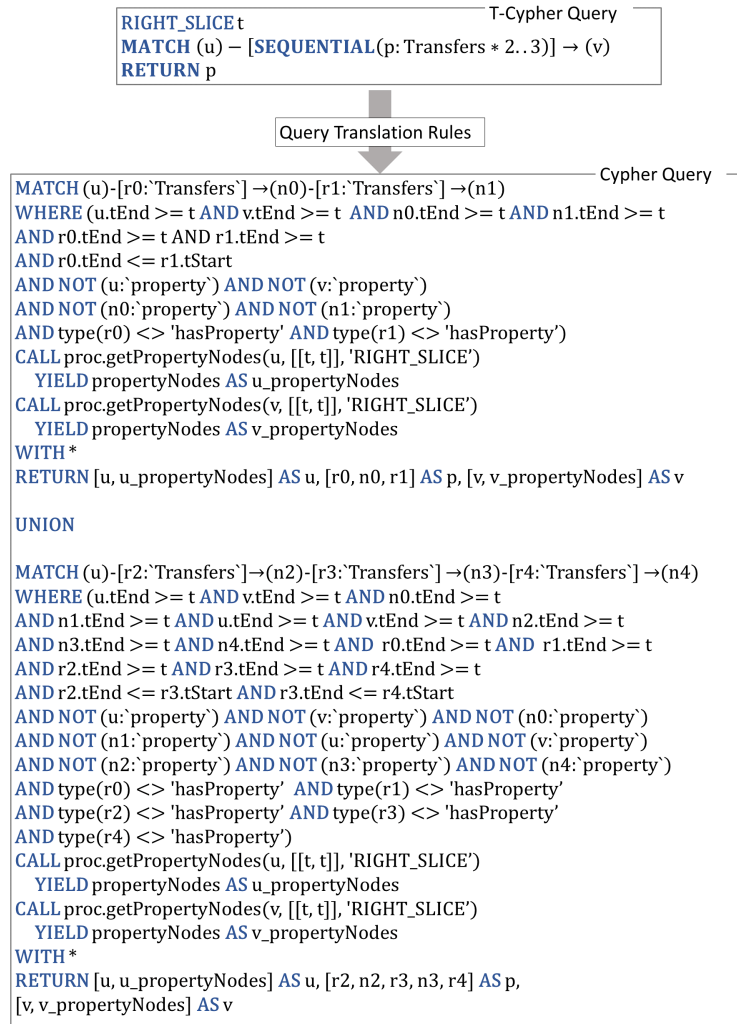 T-Cypher Query
RIGHT_SLICE t
MATCH (u) − [SEQUENTIAL(p: Transfers ∗ 2..3)] → (v)
RETURN p
Query Translation Rules
Cypher Query
MATCH (u)-[r0:`Transfers`] →(n0)-[r1:`Transfers`] →(n1)
WHERE (u.tEnd >= t AND v.tEnd >= t AND n0.tEnd >= t AND n1.tEnd >= t
AND r0.tEnd >= t AND r1.tEnd >= t
AND r0.tEnd <= r1.tStart
AND NOT (u:`property`) AND NOT (v:`property`)
AND NOT (n0:`property`) AND NOT (n1:`property`)
AND type(r0) <> 'hasProperty' AND type(r1) <> 'hasProperty’)
CALL proc.getPropertyNodes(u, [[t, t]], 'RIGHT_SLICE’)
YIELD propertyNodes AS u_propertyNodes
CALL proc.getPropertyNodes(v, [[t, t]], 'RIGHT_SLICE’)
YIELD propertyNodes AS v_propertyNodes
WITH *
RETURN [u, u_propertyNodes] AS u, [r0, n0, r1] AS p, [v, v_propertyNodes] AS v
UNION
MATCH (u)-[r2:`Transfers`]→(n2)-[r3:`Transfers`] →(n3)-[r4:`Transfers`] →(n4)
WHERE (u.tEnd >= t AND v.tEnd >= t AND n0.tEnd >= t
AND n1.tEnd >= t AND u.tEnd >= t AND v.tEnd >= t AND n2.tEnd >= t
AND n3.tEnd >= t AND n4.tEnd >= t AND r0.tEnd >= t AND r1.tEnd >= t
AND r2.tEnd >= t AND r3.tEnd >= t AND r4.tEnd >= t
AND r2.tEnd <= r3.tStart AND r3.tEnd <= r4.tStart
AND NOT (u:`property`) AND NOT (v:`property`) AND NOT (n0:`property`)
AND NOT (n1:`property`) AND NOT (u:`property`) AND NOT (v:`property`)
AND NOT (n2:`property`) AND NOT (n3:`property`) AND NOT (n4:`property`)
AND type(r0) <> 'hasProperty’ AND type(r1) <> 'hasProperty’
AND type(r2) <> 'hasProperty’ AND type(r3) <> 'hasProperty’
AND type(r4) <> 'hasProperty’)
CALL proc.getPropertyNodes(u, [[t, t]], 'RIGHT_SLICE’)
YIELD propertyNodes AS u_propertyNodes
CALL proc.getPropertyNodes(v, [[t, t]], 'RIGHT_SLICE’)
YIELD propertyNodes AS v_propertyNodes
WITH *
RETURN [u, u_propertyNodes] AS u, [r2, n2, r3, n3, r4] AS p,
[v, v_propertyNodes] AS v